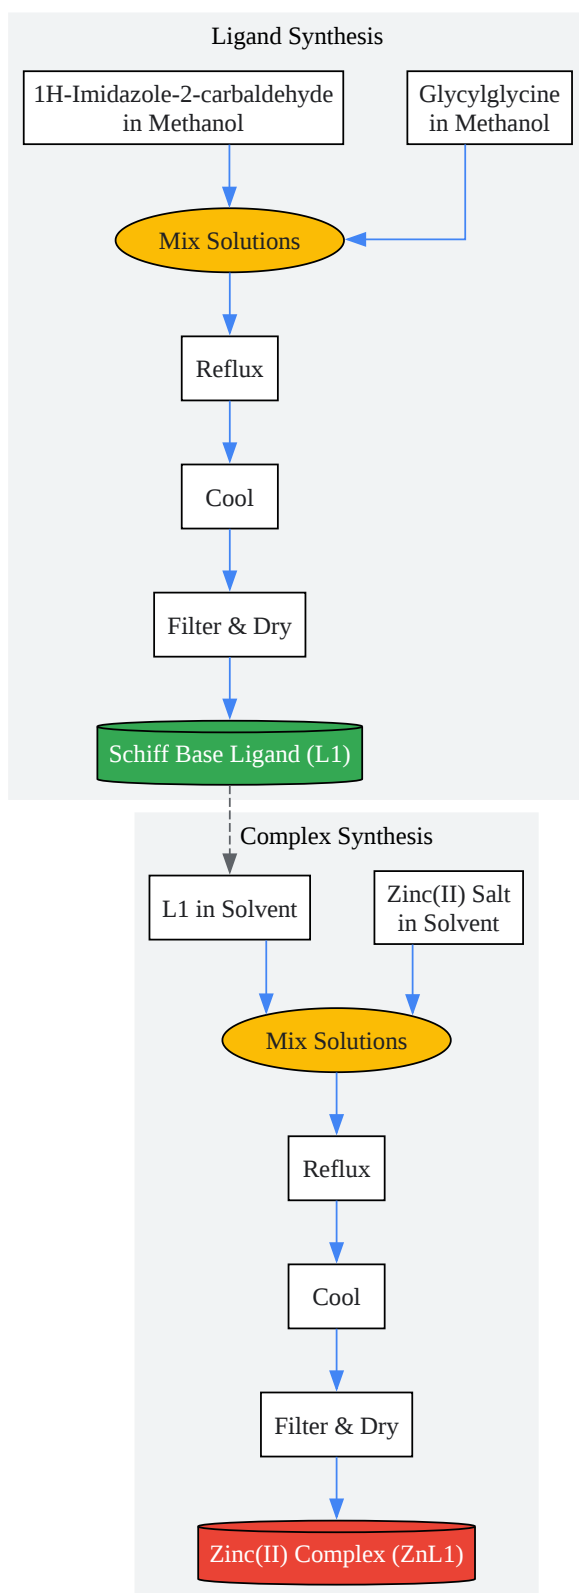 Ligand Synthesis
1H-Imidazole-2-carbaldehyde
in Methanol
Glycylglycine
in Methanol
Mix Solutions
Reflux
Cool
Filter & Dry
Schiff Base Ligand (L1)
Complex Synthesis
L1 in Solvent
Zinc(II) Salt
in Solvent
Mix Solutions
Reflux
Cool
Filter & Dry
Zinc(II) Complex (ZnL1)